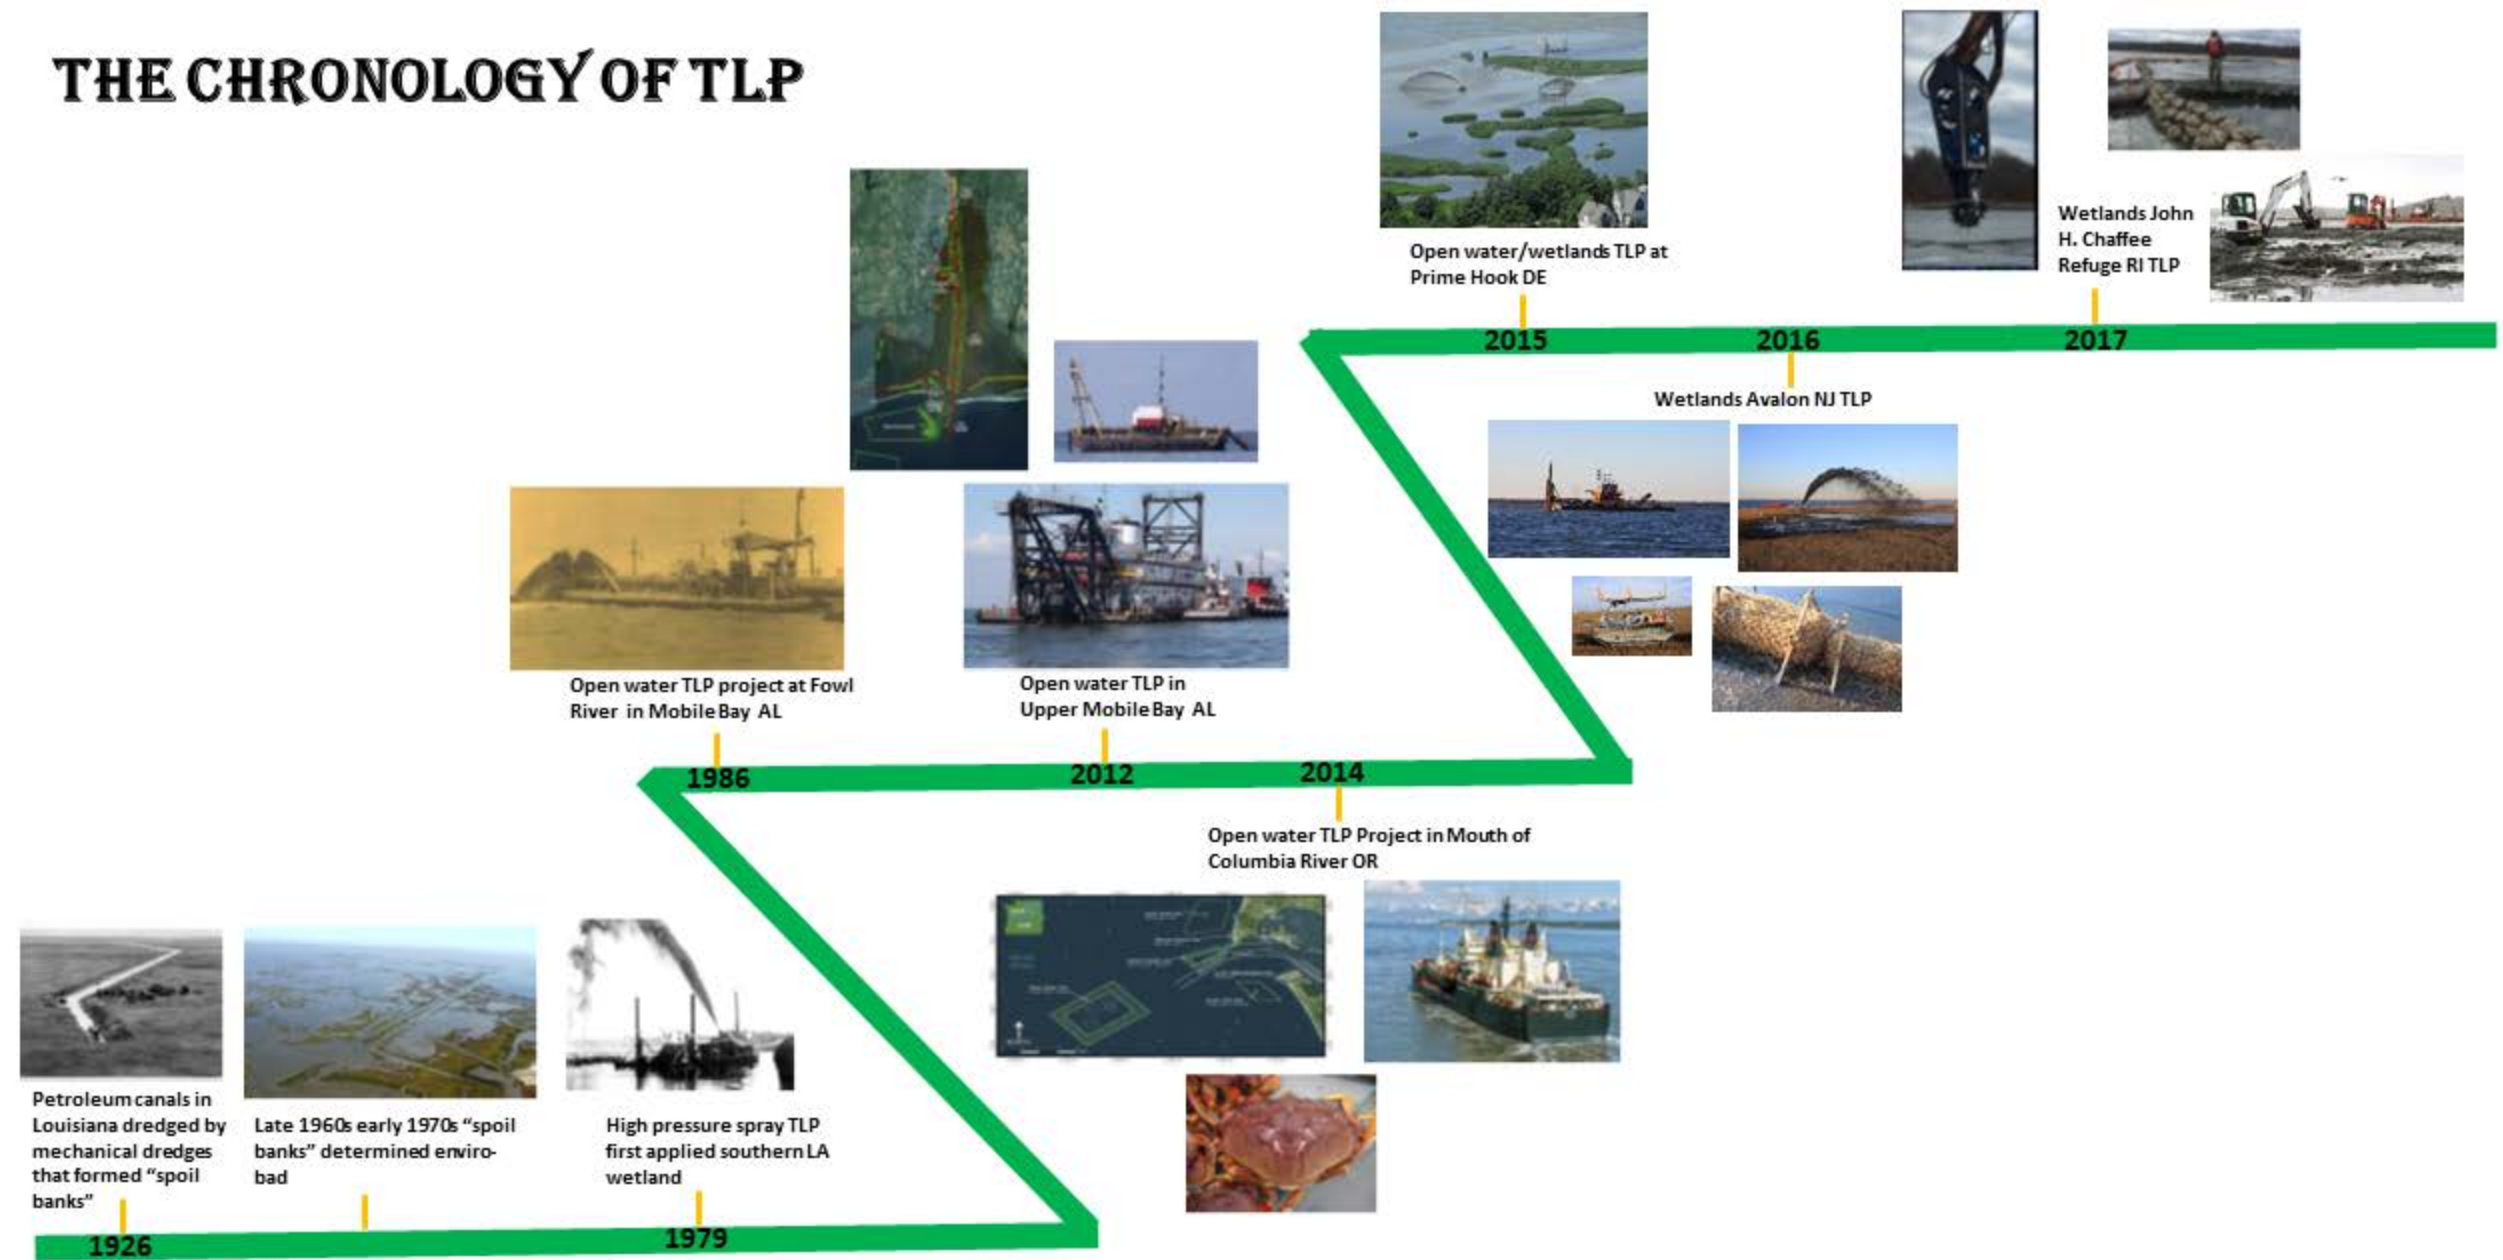 THE CHRONOLOGY OF TLP
Petroleum canals in
Louisiana dredged by
mechanical dredges
that formed “spoil
banks”
1926
Late 1960s early 1970s “spoil
banks” determined enviro-
bad
High pressure spray TLP
first applied southern LA
wetland
1979
Open water TLP project at Fowl
River in Mobile Bay AL
1986
Open water TLP in
Upper Mobile Bay AL
2012
2014
Open water TLP Project in Mouth of
Columbia River OR
Open water/wetlands TLP at
Prime Hook DE
2015
2016
Wetlands Avalon NJ TLP
Wetlands John
H. Chaffee
Refuge RI TLP
2017